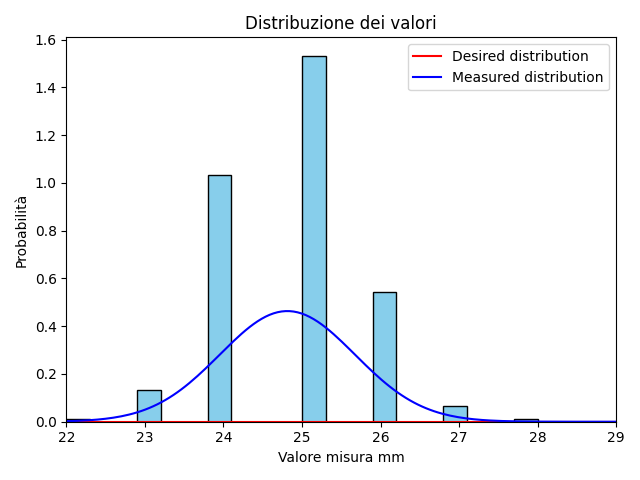 Distribuzione dei valori
Desired distribution
Measured distribution
Probabilità
1.6
1.4
1.2
1.0
0.8
0.6
0.4
0.2
0.0
22 23 24 25 26 27 28 29
Valore misura mm